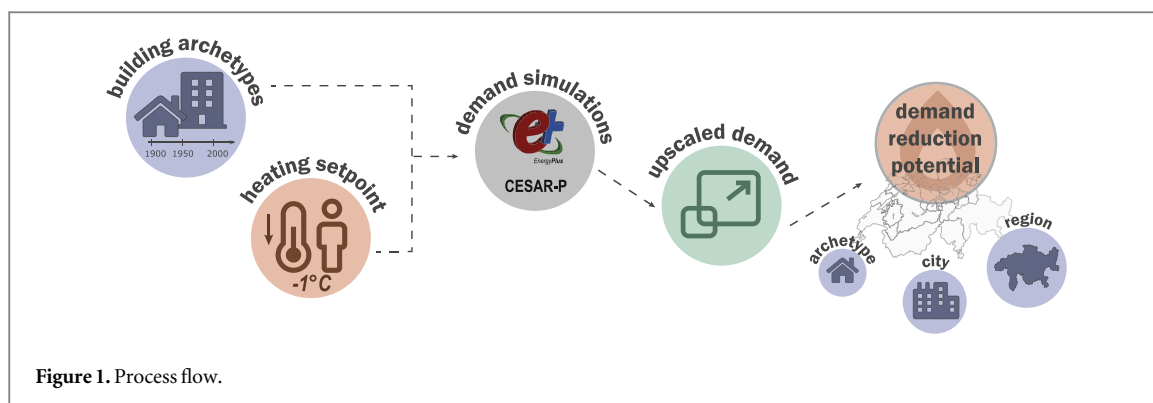 building archetypes
1900 1950 2000
heating setpoint
-1°C
demand simulations
e+
EnergyPlus
CESAR-P
upscaled demand
demand
reduction
potential
archetype
city
region
Figure 1. Process flow.